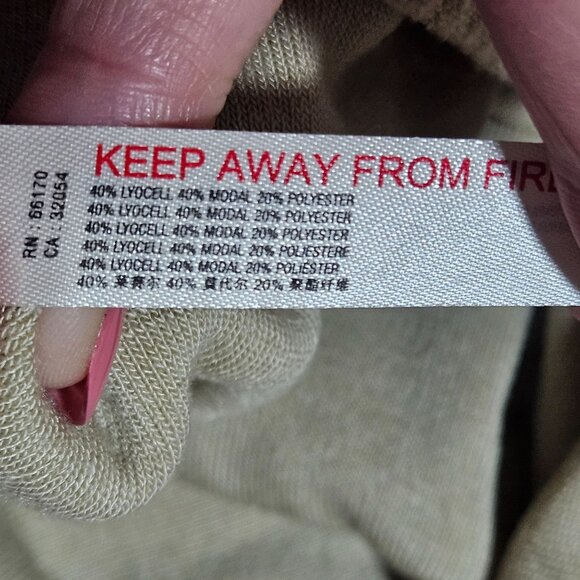 KEEP AWAY FROM FIRE
40% LYOCELL 40% MODAL 20% POLYESTER
40% LYOCELL 40% MODAL 20% POLYESTER
40% LYOCELL 40% MODAL 20% POLYESTER
40% LYOCELL 40% MODAL 20% POLIESTERE
40% LYOCELL 40% MODAL 20% POLIÉSTER
40% 莱赛尔 40% 莫代尔 20% 聚酯纤维
RN : 66170
CA : 32054